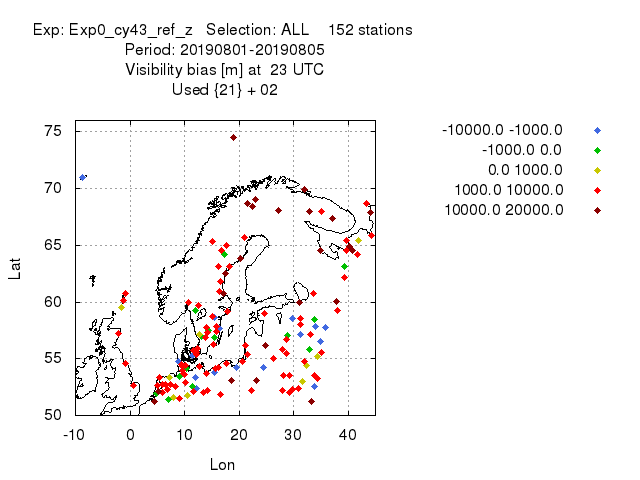 Exp: Exp0_cy43_ref_z Selection: ALL 152 stations
Period: 20190801-20190805
Visibility bias [m] at 23 UTC
Used {21} + 02
-10000.0 -1000.0
-1000.0 0.0
0.0 1000.0
1000.0 10000.0
10000.0 20000.0
75
70
65
60
55
50
Lat
-10 0 10 20 30 40
Lon